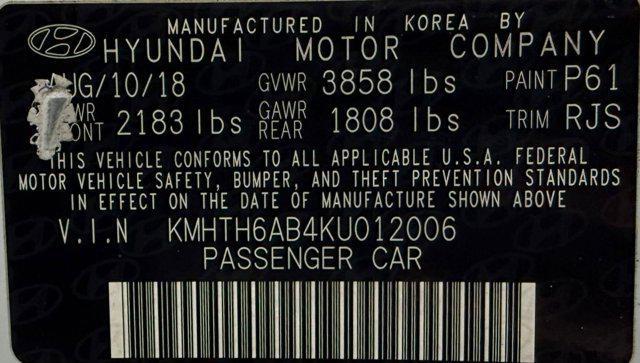 MANUFACTURED IN KOREA BY
HYUNDAI MOTOR COMPANY
UG/10/18 GVWR 3858 lbs PAINT P61
WR ONT 2183 lbs GAWR REAR 1808 lbs TRIM RJS
THIS VEHICLE CONFORMS TO ALL APPLICABLE U.S.A. FEDERAL
MOTOR VEHICLE SAFETY, BUMPER, AND THEFT PREVENTION STANDARDS
IN EFFECT ON THE DATE OF MANUFACTURE SHOWN ABOVE
V.I.N KMHTH6AB4KU012006
PASSENGER CAR